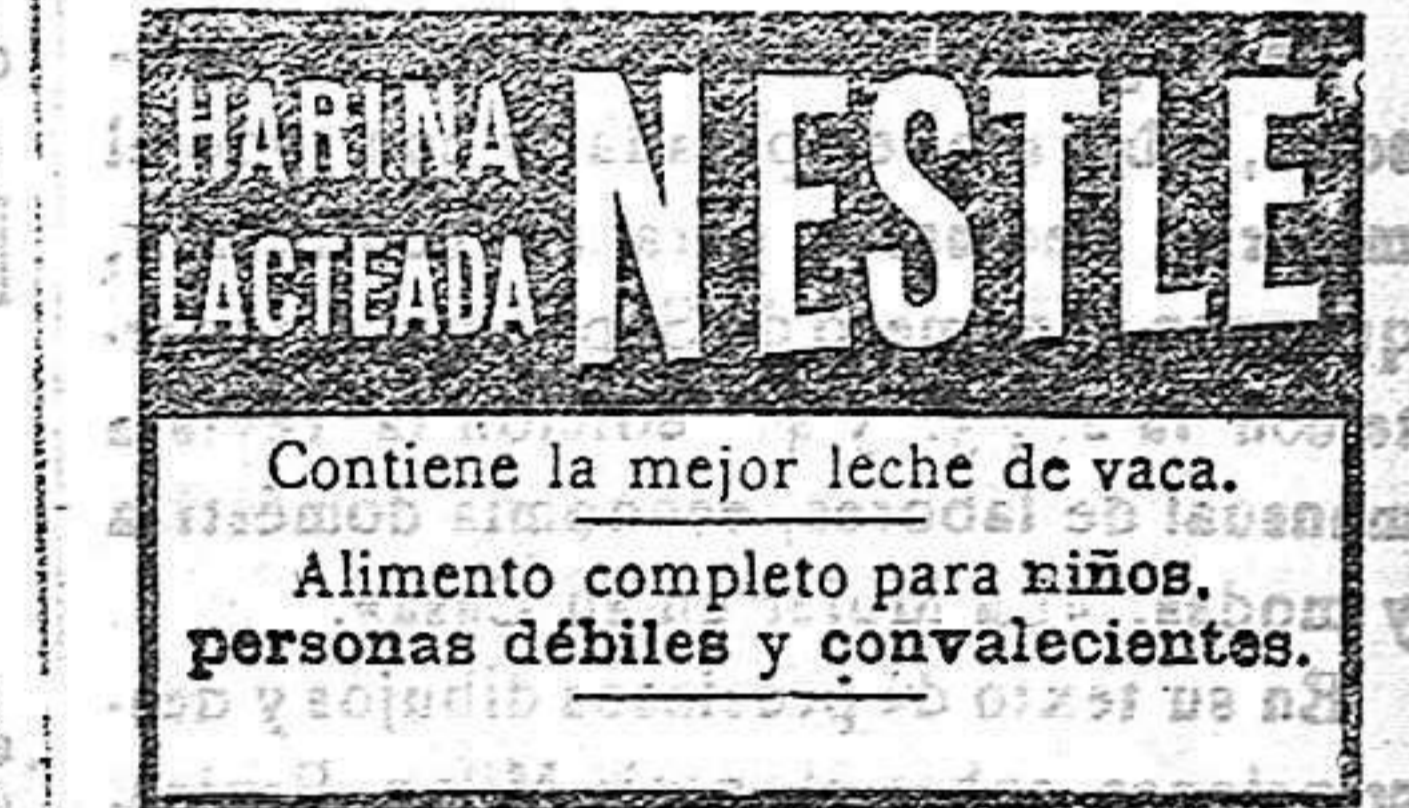 HARINA
LACTEADA
NESTLÉ
Contiene la mejor leche de vaca.
Alimento completo para niños,
personas débiles y convalecientes.